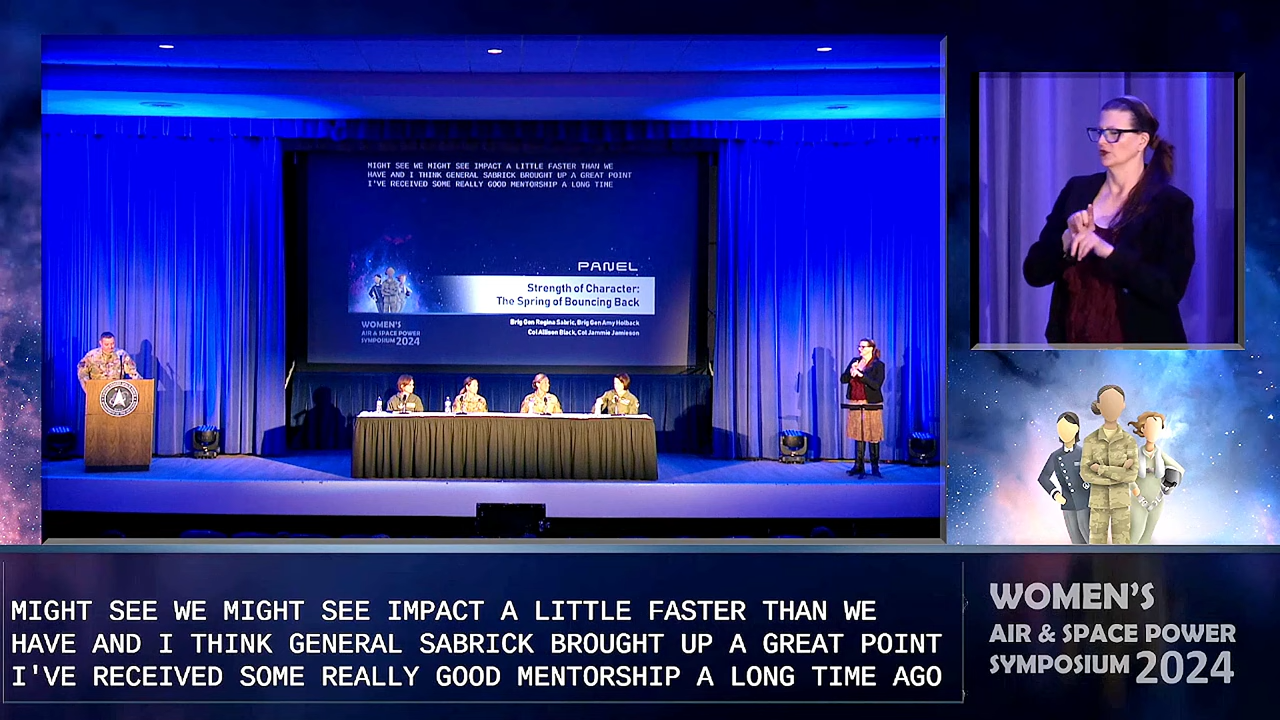 MIGHT SEE WE MIGHT SEE IMPACT A LITTLE FASTER THAN WE
HAVE AND I THINK GENERAL SABRICK BROUGHT UP A GREAT POINT
I'VE RECEIVED SOME REALLY GOOD MENTORSHIP A LONG TIME
PANEL
Strength of Character:
The Spring of Bouncing Back
Brig Gen Regina Sabric, Brig Gen Amy Holbeck
Col Allison Black, Col Jammie Jamieson
WOMEN'S
AIR & SPACE POWER
SYMPOSIUM 2024
MIGHT SEE WE MIGHT SEE IMPACT A LITTLE FASTER THAN WE
HAVE AND I THINK GENERAL SABRICK BROUGHT UP A GREAT POINT
I'VE RECEIVED SOME REALLY GOOD MENTORSHIP A LONG TIME AGO
WOMEN'S
AIR & SPACE POWER
SYMPOSIUM 2024